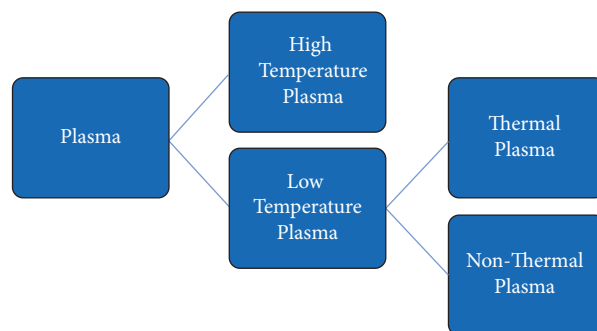 Plasma
High
Temperature
Plasma
Low
Temperature
Plasma
Thermal
Plasma
Non-Thermal
Plasma